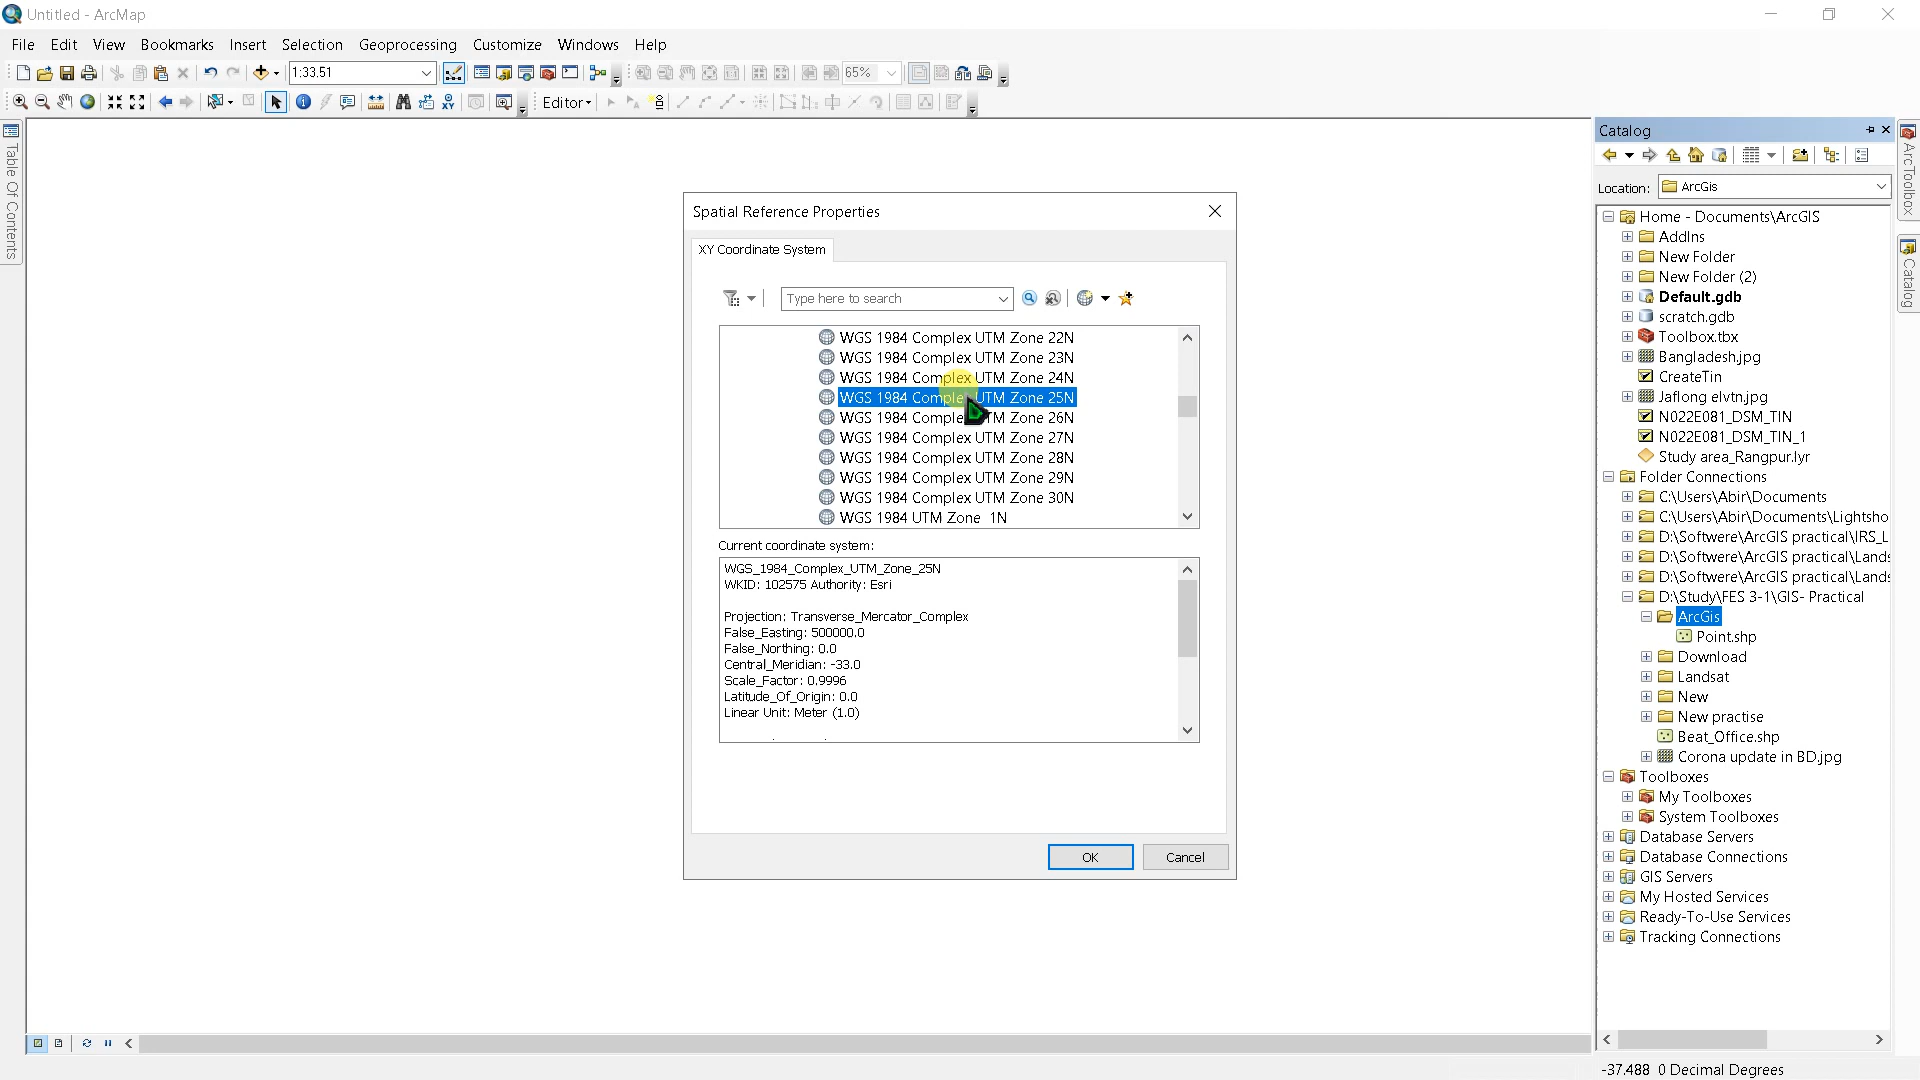 Untitled - ArcMap
File Edit View Bookmarks Insert Selection Geoprocessing Customize Windows Help
1:33.51
65%
Editor
Table Of Contents
Spatial Reference Properties
XY Coordinate System
Type here to search
WGS 1984 Complex UTM Zone 22N
WGS 1984 Complex UTM Zone 23N
WGS 1984 Complex UTM Zone 24N
WGS 1984 Complex UTM Zone 25N
WGS 1984 Complex UTM Zone 26N
WGS 1984 Complex UTM Zone 27N
WGS 1984 Complex UTM Zone 28N
WGS 1984 Complex UTM Zone 29N
WGS 1984 Complex UTM Zone 30N
WGS 1984 UTM Zone 1N
Current coordinate system:
WGS_1984_Complex_UTM_Zone_25N
WKID: 102575 Authority: Esri
Projection: Transverse_Mercator_Complex
False_Easting: 500000.0
False_Northing: 0.0
Central_Meridian: -33.0
Scale_Factor: 0.9996
Latitude_Of_Origin: 0.0
Linear Unit: Meter (1.0)
OK
Cancel
Catalog
Location: ArcGis
Home - Documents\ArcGIS
AddIns
New Folder
New Folder (2)
Default.gdb
scratch.gdb
Toolbox.tbx
Bangladesh.jpg
CreateTin
Jaflong elvtn.jpg
N022E081_DSM_TIN
N022E081_DSM_TIN_1
Study area_Rangpur.lyr
Folder Connections
C:\Users\Abir\Documents
C:\Users\Abir\Documents\Lightsho
D:\Softwere\ArcGIS practical\IRS_L
D:\Softwere\ArcGIS practical\Lands
D:\Softwere\ArcGIS practical\Lands
D:\Study\FES 3-1\GIS- Practical
ArcGis
Point.shp
Download
Landsat
New
New practise
Beat_Office.shp
Corona update in BD.jpg
Toolboxes
My Toolboxes
System Toolboxes
Database Servers
Database Connections
GIS Servers
My Hosted Services
Ready-To-Use Services
Tracking Connections
ArcToolbox
Catalog
-37.488 0 Decimal Degrees